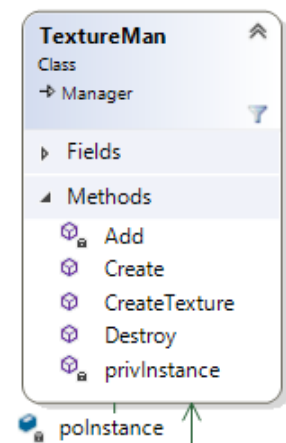 TextureMan
Class
Manager
Fields
Methods
Add
Create
CreateTexture
Destroy
privInstance
poInstance